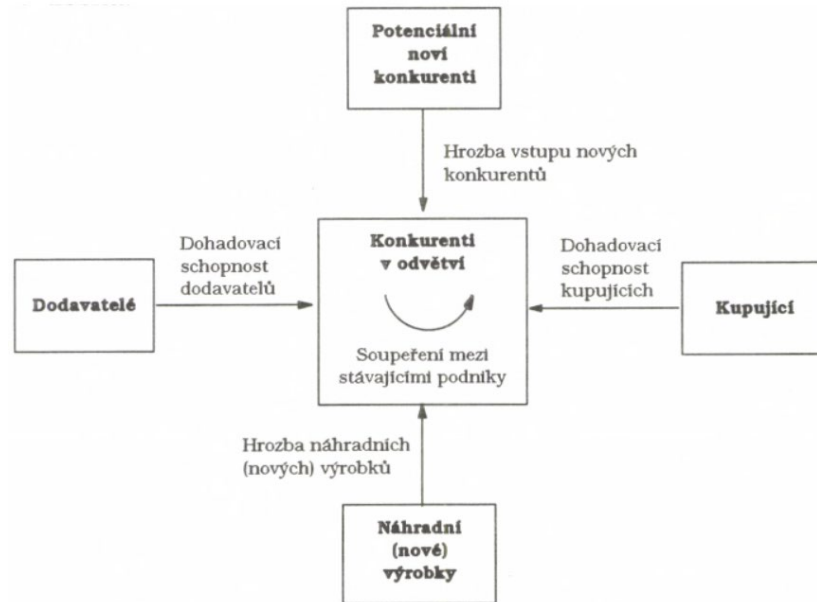 Potenciální
noví
konkurenti
Hrozba vstupu nových
konkurentů
Dohadovací
schopnost
dodavatelů
Dodavatelé
Konkurenti
v odvětví
Soupeření mezi
stávajícími podniky
Dohadovací
schopnost
kupujících
Kupující
Hrozba náhradních
(nových) výrobků
Náhradní
(nové)
výrobky